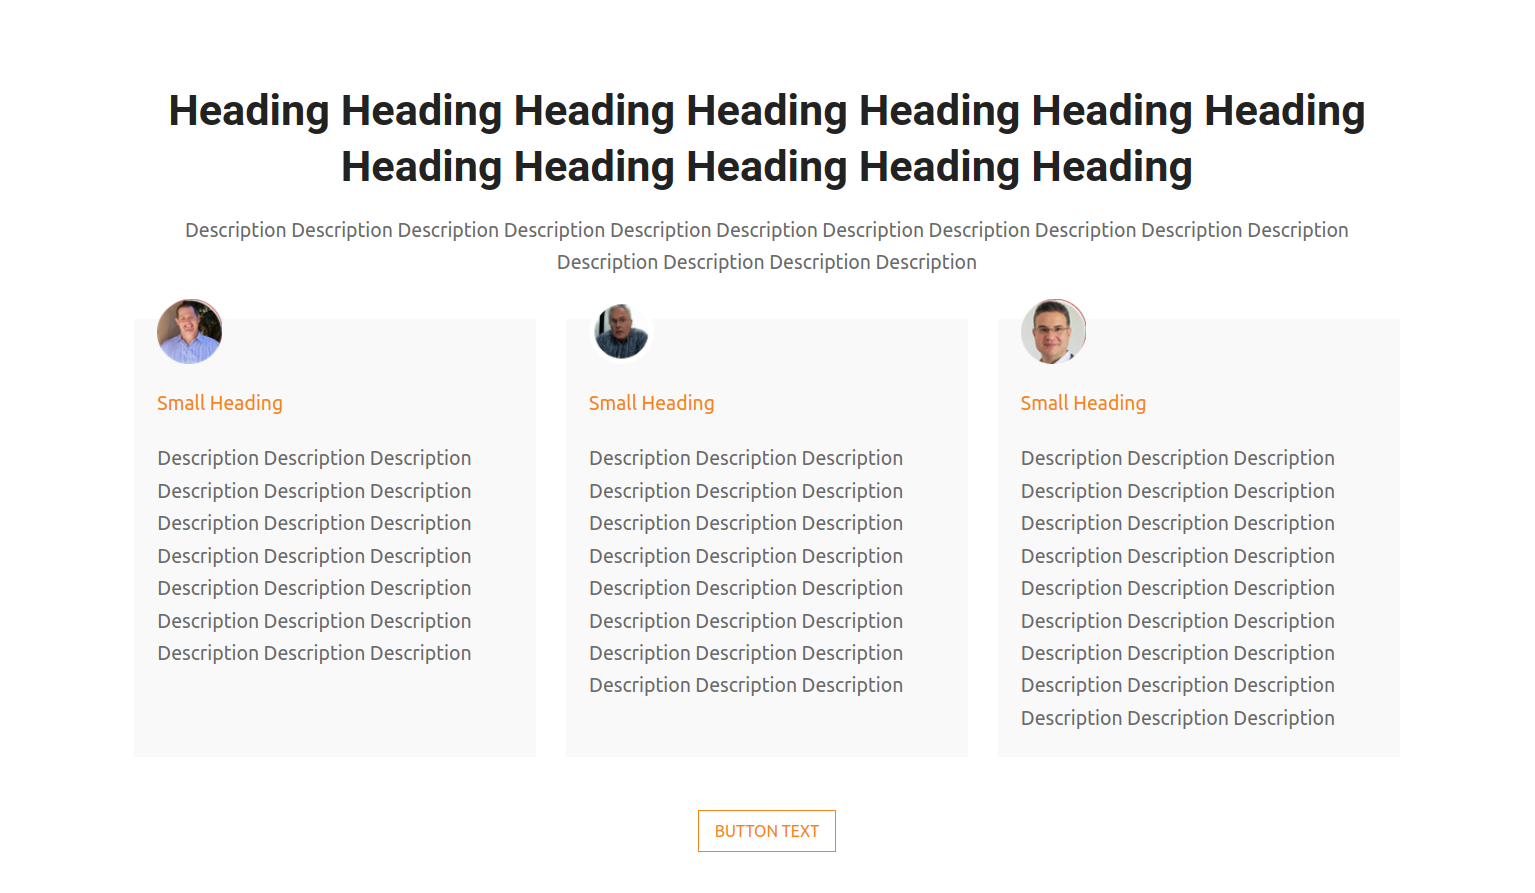 Heading Heading Heading Heading Heading Heading Heading
Heading Heading Heading Heading Heading
Description Description Description Description Description Description Description Description Description Description Description
Description Description Description Description
Small Heading
Description Description Description
Description Description Description
Description Description Description
Description Description Description
Description Description Description
Description Description Description
Description Description Description
Small Heading
Description Description Description
Description Description Description
Description Description Description
Description Description Description
Description Description Description
Description Description Description
Description Description Description
Description Description Description
Small Heading
Description Description Description
Description Description Description
Description Description Description
Description Description Description
Description Description Description
Description Description Description
Description Description Description
Description Description Description
Description Description Description
BUTTON TEXT